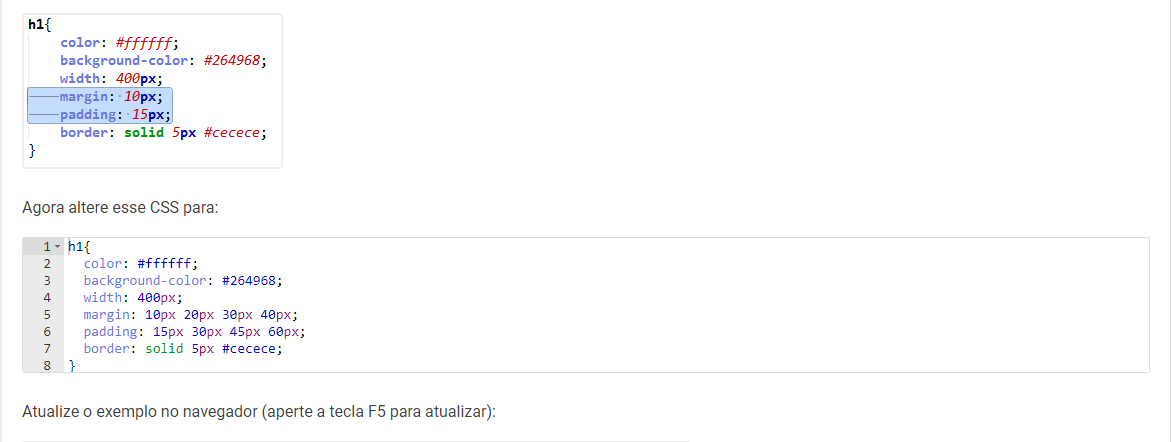 h1{
color: #ffffff;
background-color: #264968;
width: 400px;
margin: 10px;
padding: 15px;
border: solid 5px #cecece;
}
Agora altere esse CSS para:
1 h1{
2 color: #ffffff;
3 background-color: #264968;
4 width: 400px;
5 margin: 10px 20px 30px 40px;
6 padding: 15px 30px 45px 60px;
7 border: solid 5px #cecece;
8 }
Atualize o exemplo no navegador (aperte a tecla F5 para atualizar):